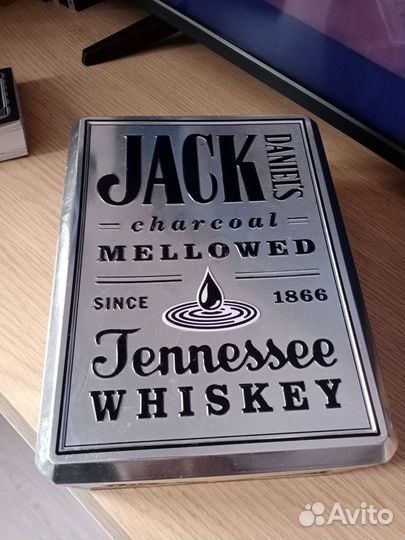 JACK DANIEL'S
charcoal
MELLOWED
SINCE 1866
Tennessee
WHISKEY
Avito